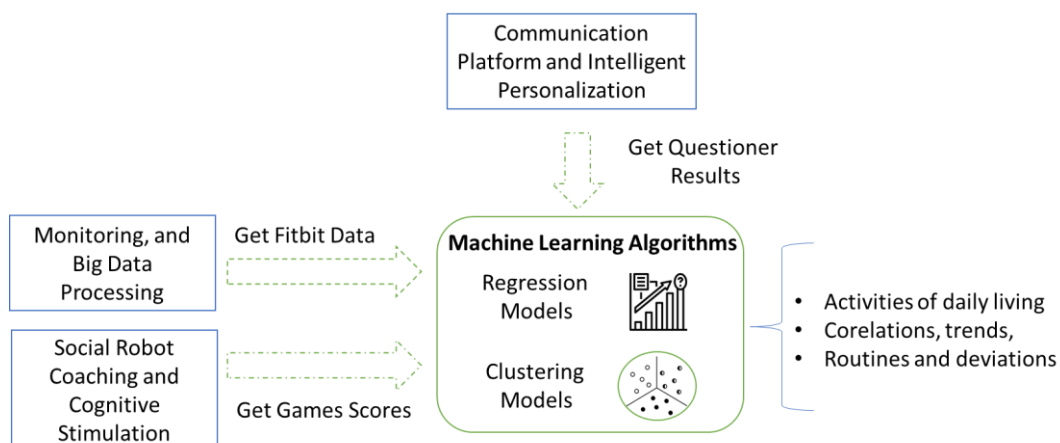 Communication
Platform and Intelligent
Personalization
Get Questioner
Results
Monitoring, and
Big Data
Processing
Get Fitbit Data
Social Robot
Coaching and
Cognitive
Stimulation
Get Games Scores
Machine Learning Algorithms
Regression
Models
?
Clustering
Models
• Activities of daily living
• Corelations, trends,
• Routines and deviations